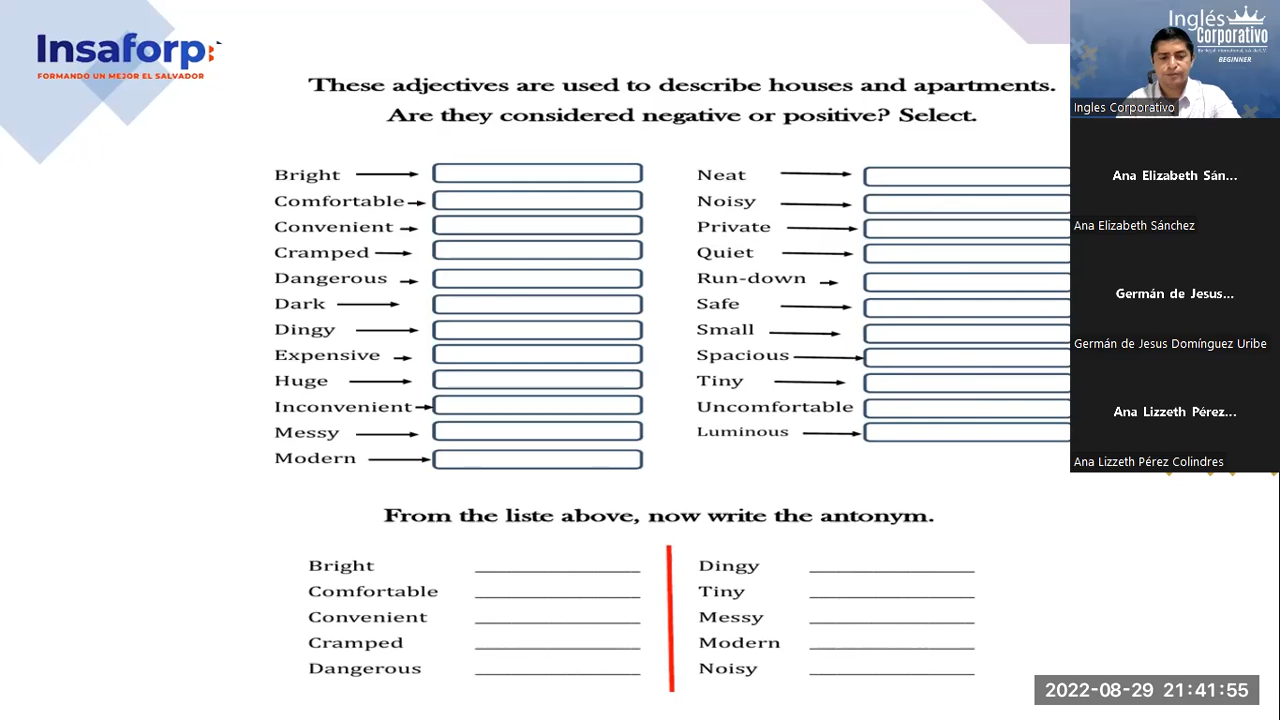 Insaforp
FORMANDO UN MEJOR EL SALVADOR
These adjectives are used to describe houses and apartments.
Are they considered negative or positive? Select.
Bright
Comfortable
Convenient
Cramped
Dangerous
Dark
Dingy
Expensive
Huge
Inconvenient
Messy
Modern
Neat
Noisy
Private
Quiet
Run-down
Safe
Small
Spacious
Tiny
Uncomfortable
Luminous
From the liste above, now write the antonym.
Bright
Comfortable
Convenient
Cramped
Dangerous
Dingy
Tiny
Messy
Modern
Noisy
Inglés
Corporativo
BEGINNER
Ingles Corporativo
Ana Elizabeth Sán...
Ana Elizabeth Sánchez
Germán de Jesus...
Germán de Jesus Domínguez Uribe
Ana Lizzeth Pérez...
Ana Lizzeth Pérez Colindres
2022-08-29 21:41:55